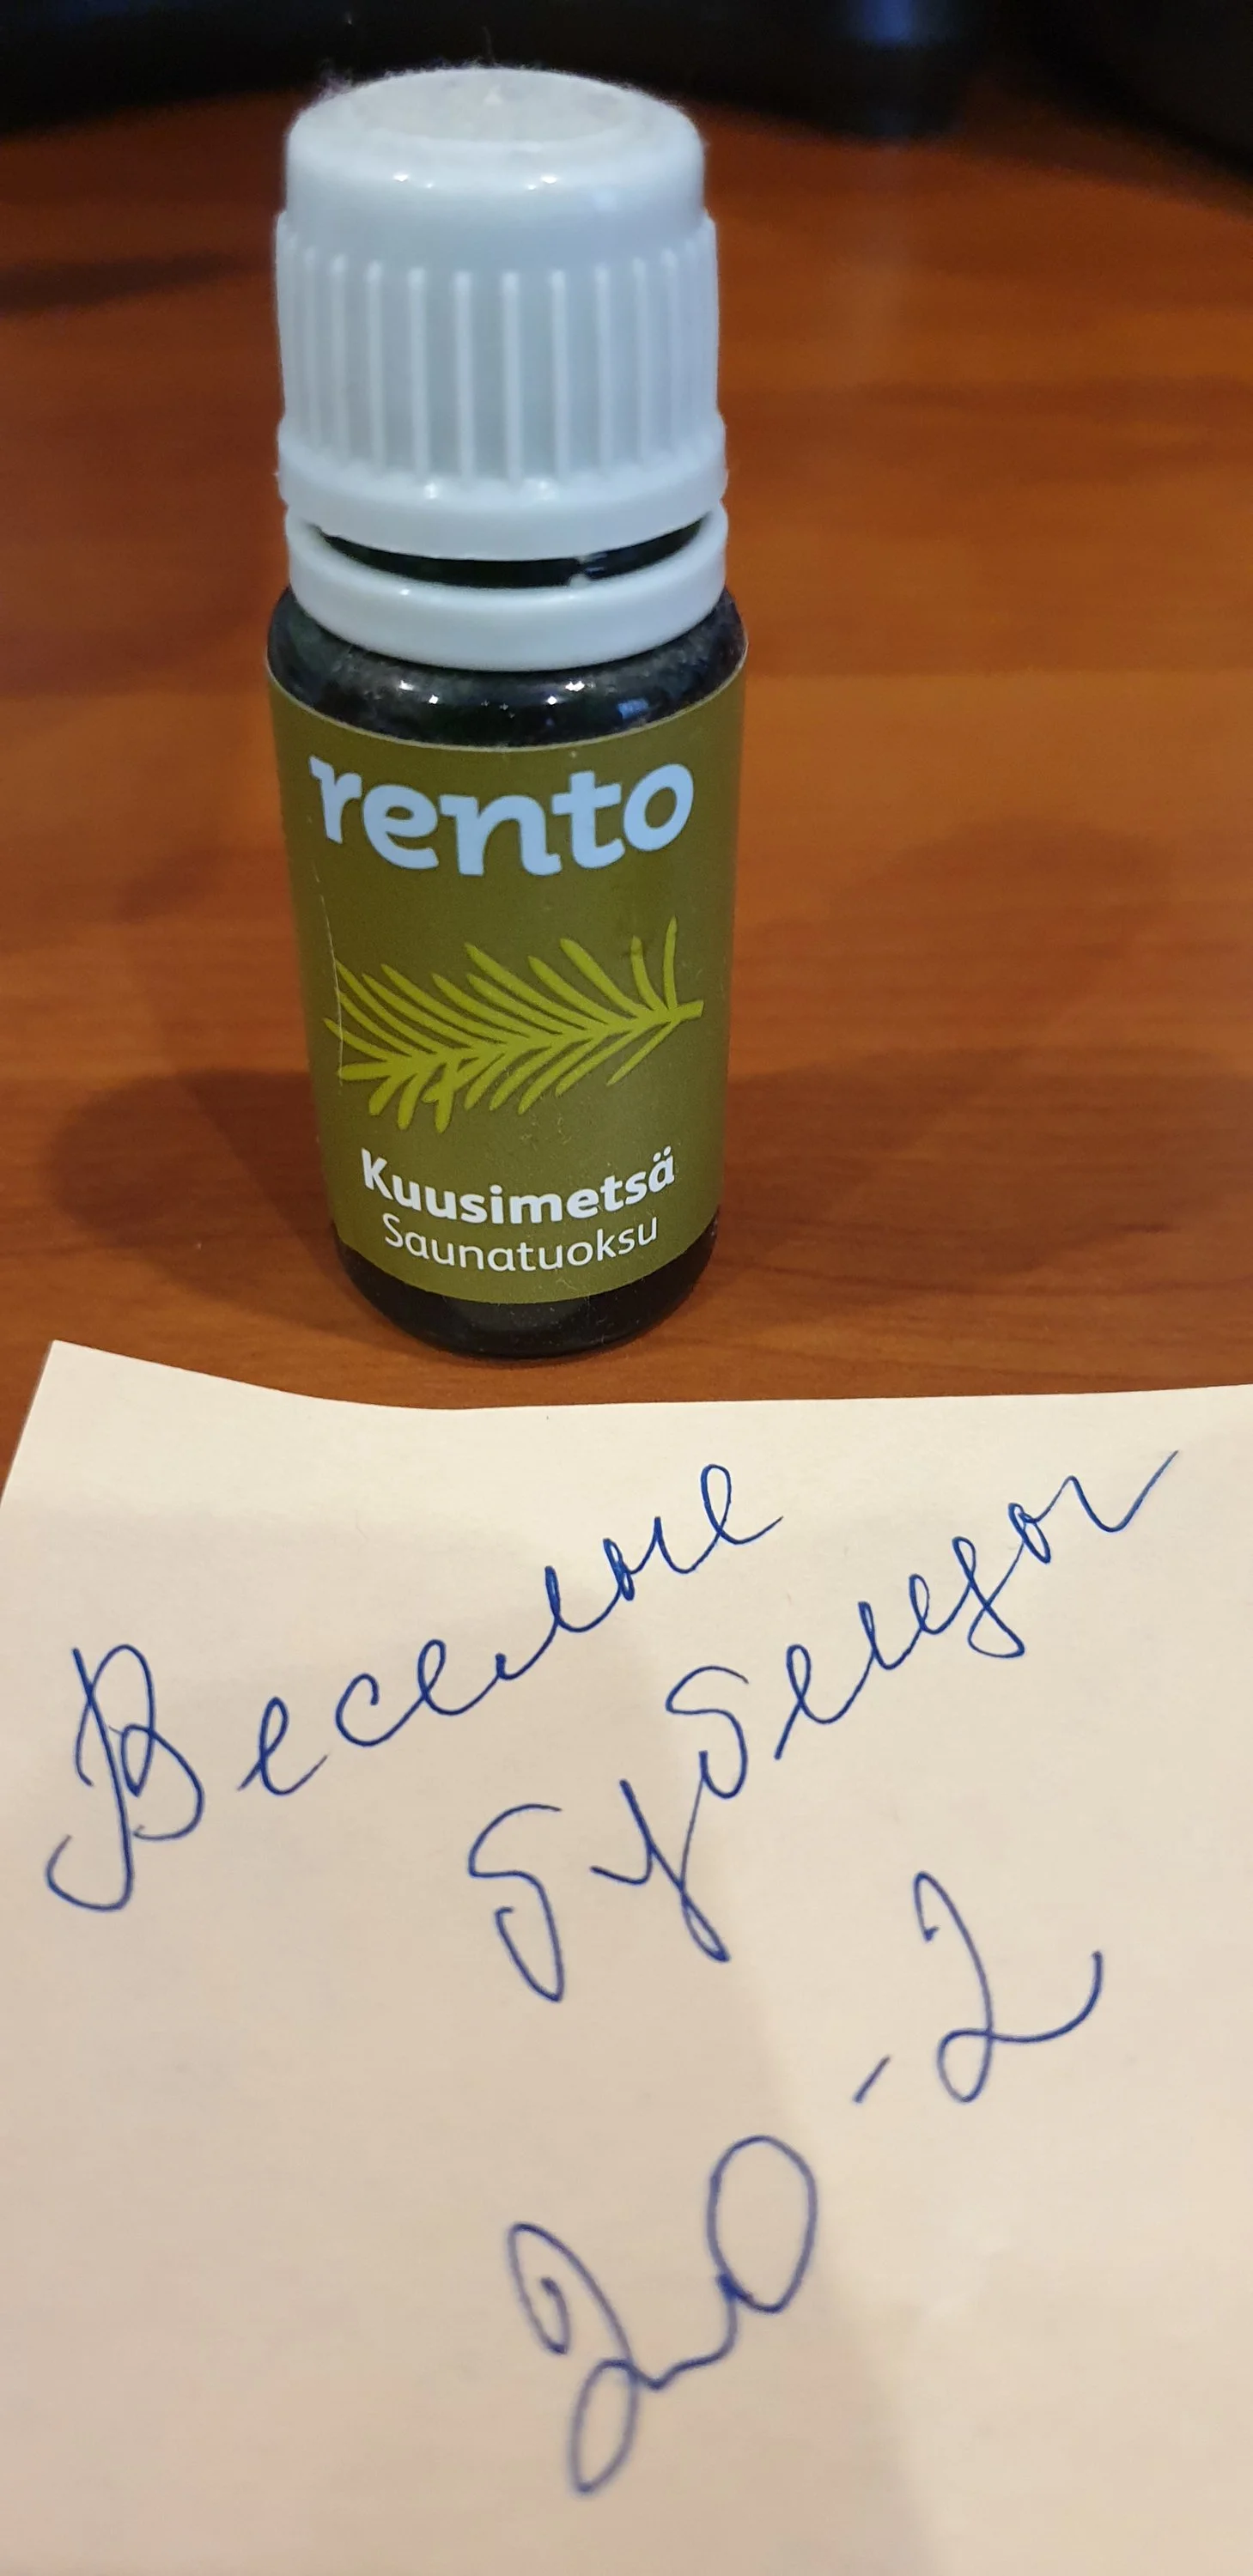 rento
Kuusimetsä
Saunatuoksu
Веселые
бубенцы
20-2